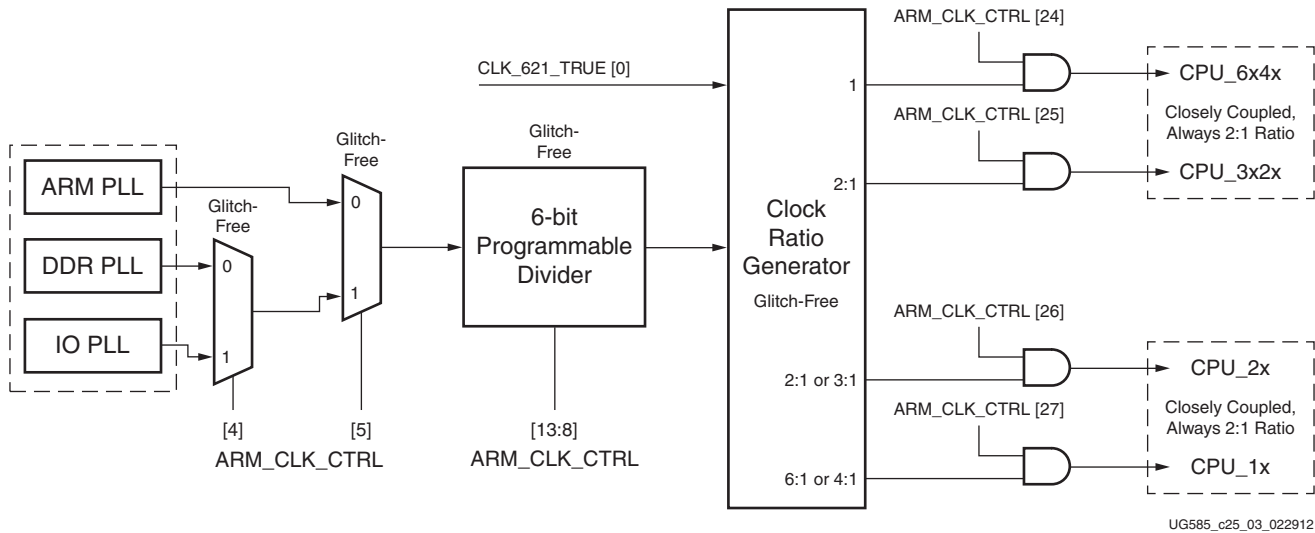 ARM_CLK_CTRL [24]
CLK_621_TRUE [0]
1
CPU_6x4x
Closely Coupled,
Always 2:1 Ratio
ARM_CLK_CTRL [25]
2:1
CPU_3x2x
Glitch-
Free
Glitch-
Free
ARM PLL
0
Glitch-
Free
6-bit
Programmable
Divider
Clock
Ratio
Generator
Glitch-Free
DDR PLL
0
1
IO PLL
1
ARM_CLK_CTRL [26]
2:1 or 3:1
CPU_2x
Closely Coupled,
Always 2:1 Ratio
ARM_CLK_CTRL [27]
6:1 or 4:1
CPU_1x
[4]
[5]
ARM_CLK_CTRL
[13:8]
ARM_CLK_CTRL
UG585_c25_03_022912